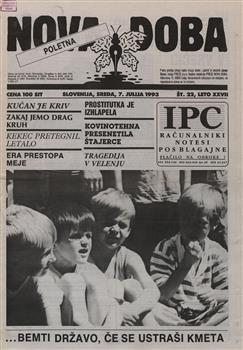 NOVA DOBA
POLETNA
CENA 100 SIT
SLOVENIJA, SREDA, 7. JULIJA 1993
ŠT. 22, LETO XXVII
KUČAN JE KRIV
ZAKAJ JEMO DRAG
KRUH
KEKEC PRETEGNIL
LETALO
ERA PRESTOPA
MEJE
PROSTITUTKA JE
IZHLAPELA
KOVINOTEHNA
PRESENETILA
ŠTAJERCE
TRAGEDIJA
V VELENJU
IPC
RAČUNALNIKI
NOTESI
POS BLAGAJNE
PLAČILO NA OBROKE !
...BEMTI DRŽAVO, ČE SE USTRAŠI KMETA